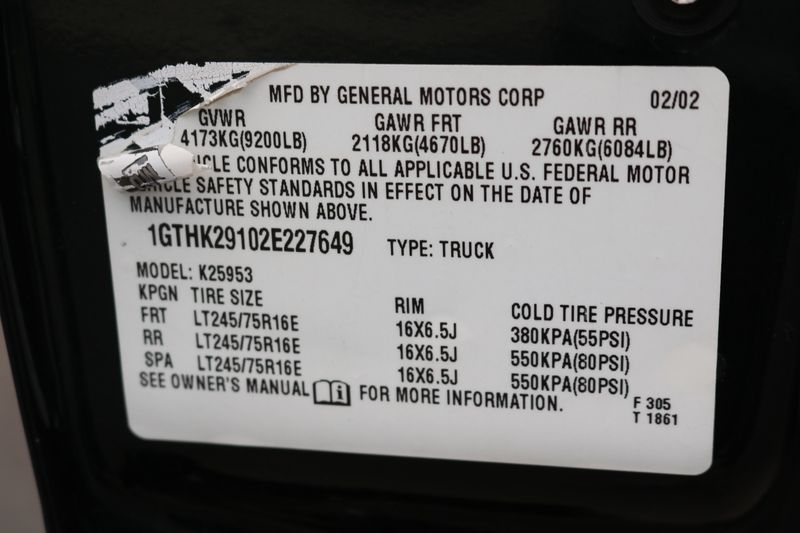 MFD BY GENERAL MOTORS CORP 02/02
GVWR GAWR FRT GAWR RR
4173KG(9200LB) 2118KG(4670LB) 2760KG(6084LB)
CONFORMS TO ALL APPLICABLE U.S. FEDERAL MOTOR
SAFETY STANDARDS IN EFFECT ON THE DATE OF
MANUFACTURE SHOWN ABOVE.
1GTHK29102E227649 TYPE: TRUCK
MODEL: K25953
KPGN TIRE SIZE RIM COLD TIRE PRESSURE
FRT LT245/75R16E 16X6.5J 380KPA(55PSI)
RR LT245/75R16E 16X6.5J 550KPA(80PSI)
SPA LT245/75R16E 16X6.5J 550KPA(80PSI)
SEE OWNER'S MANUAL FOR MORE INFORMATION.
F 305
T 1861